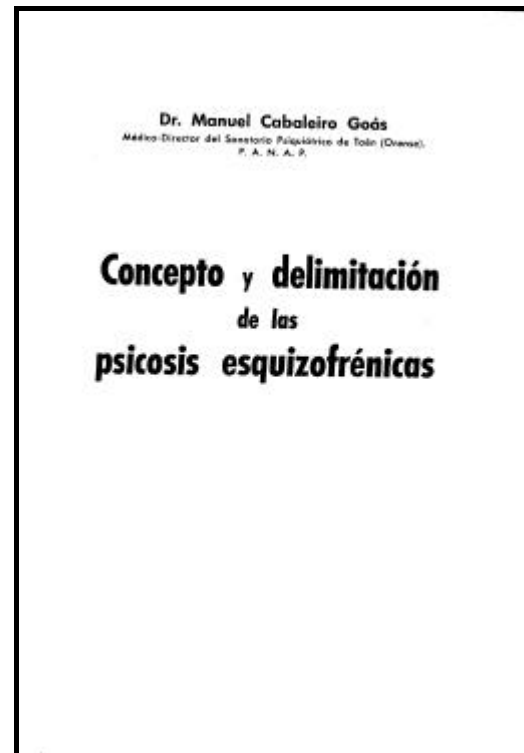 Dr. Manuel Cabaleiro Goás
Médico-Director del Sanatorio Psiquiátrico de Toén (Orense).
P. A. N. A. P.
Concepto y delimitación
de las
psicosis esquizofrénicas